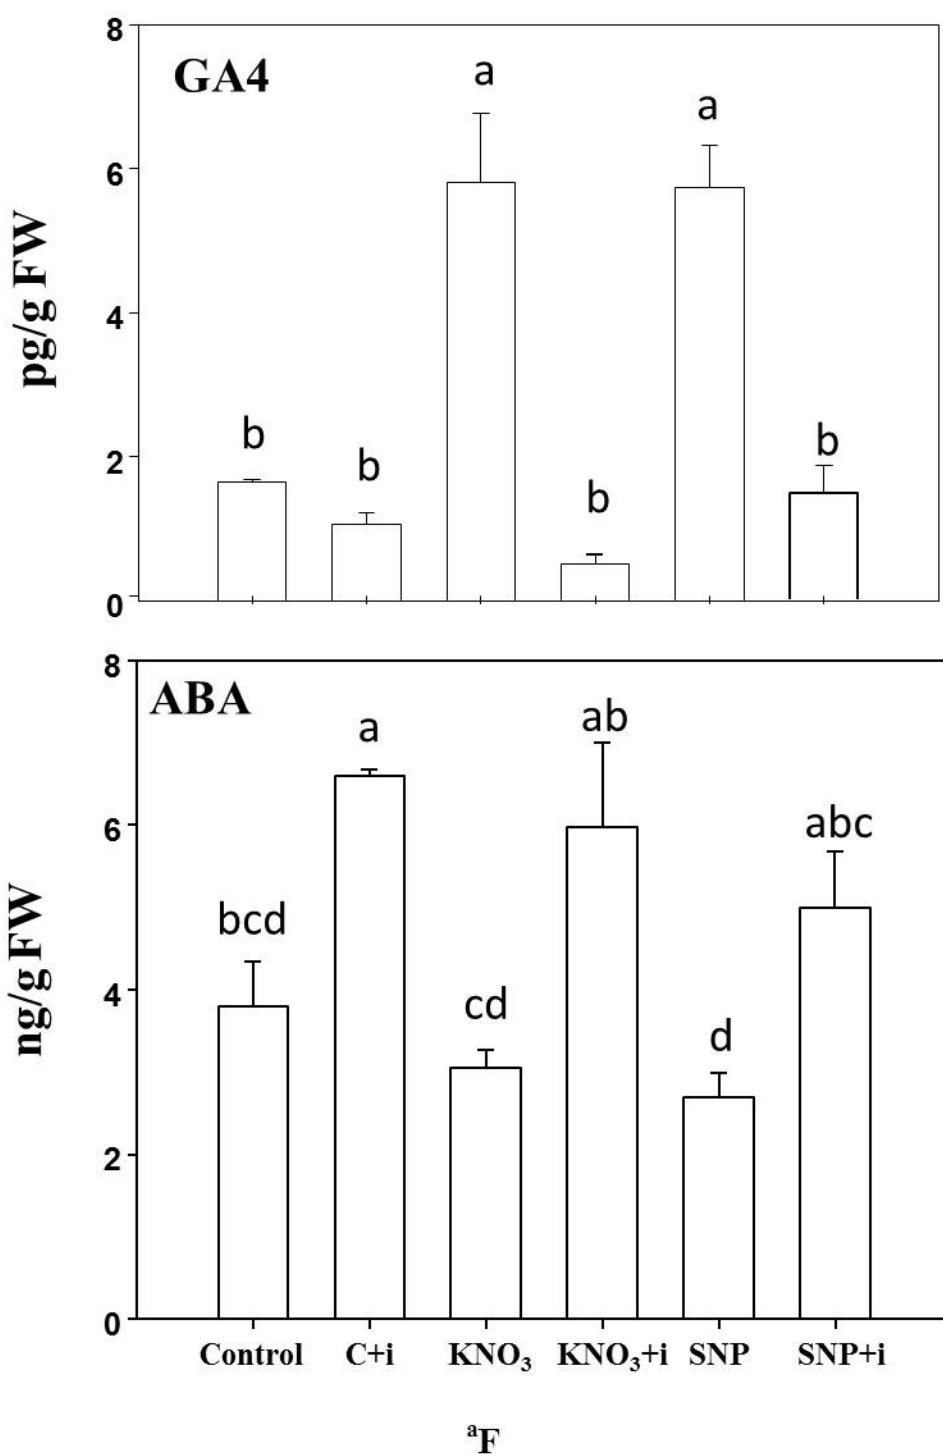 8
GA4
a
a
6
pg/g FW
4
b
b
b
b
2
0
8
ABA
a
ab
6
abc
bcd
ng/g FW
4
cd
d
2
0
Control C+i KNO₃ KNO₃+i SNP SNP+i
ᵃF